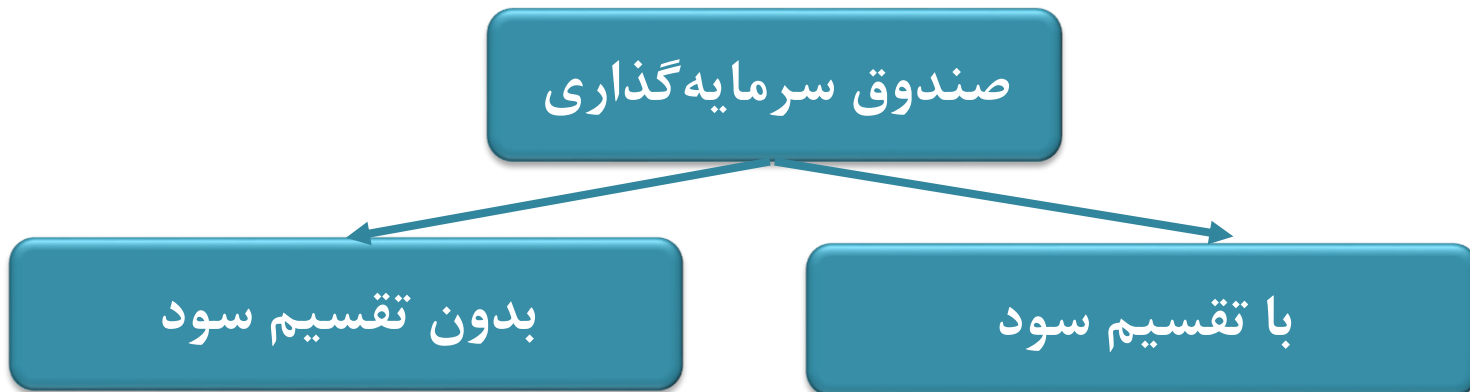 صندوق سرمایه‌گذاری
با تقسیم سود
بدون تقسیم سود